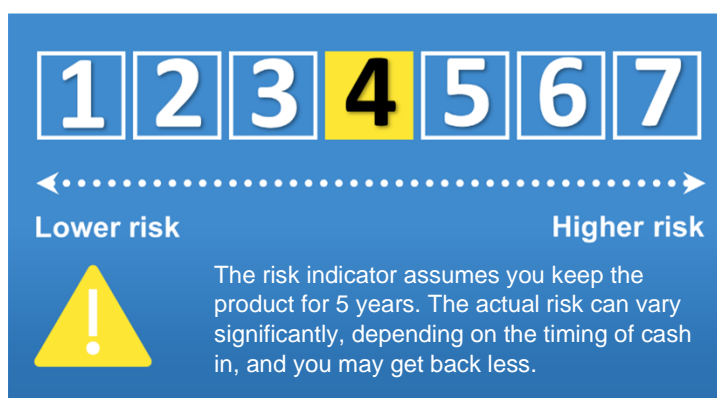 1 2 3 4 5 6 7
Lower risk Higher risk
!
The risk indicator assumes you keep the
product for 5 years. The actual risk can vary
significantly, depending on the timing of cash
in, and you may get back less.